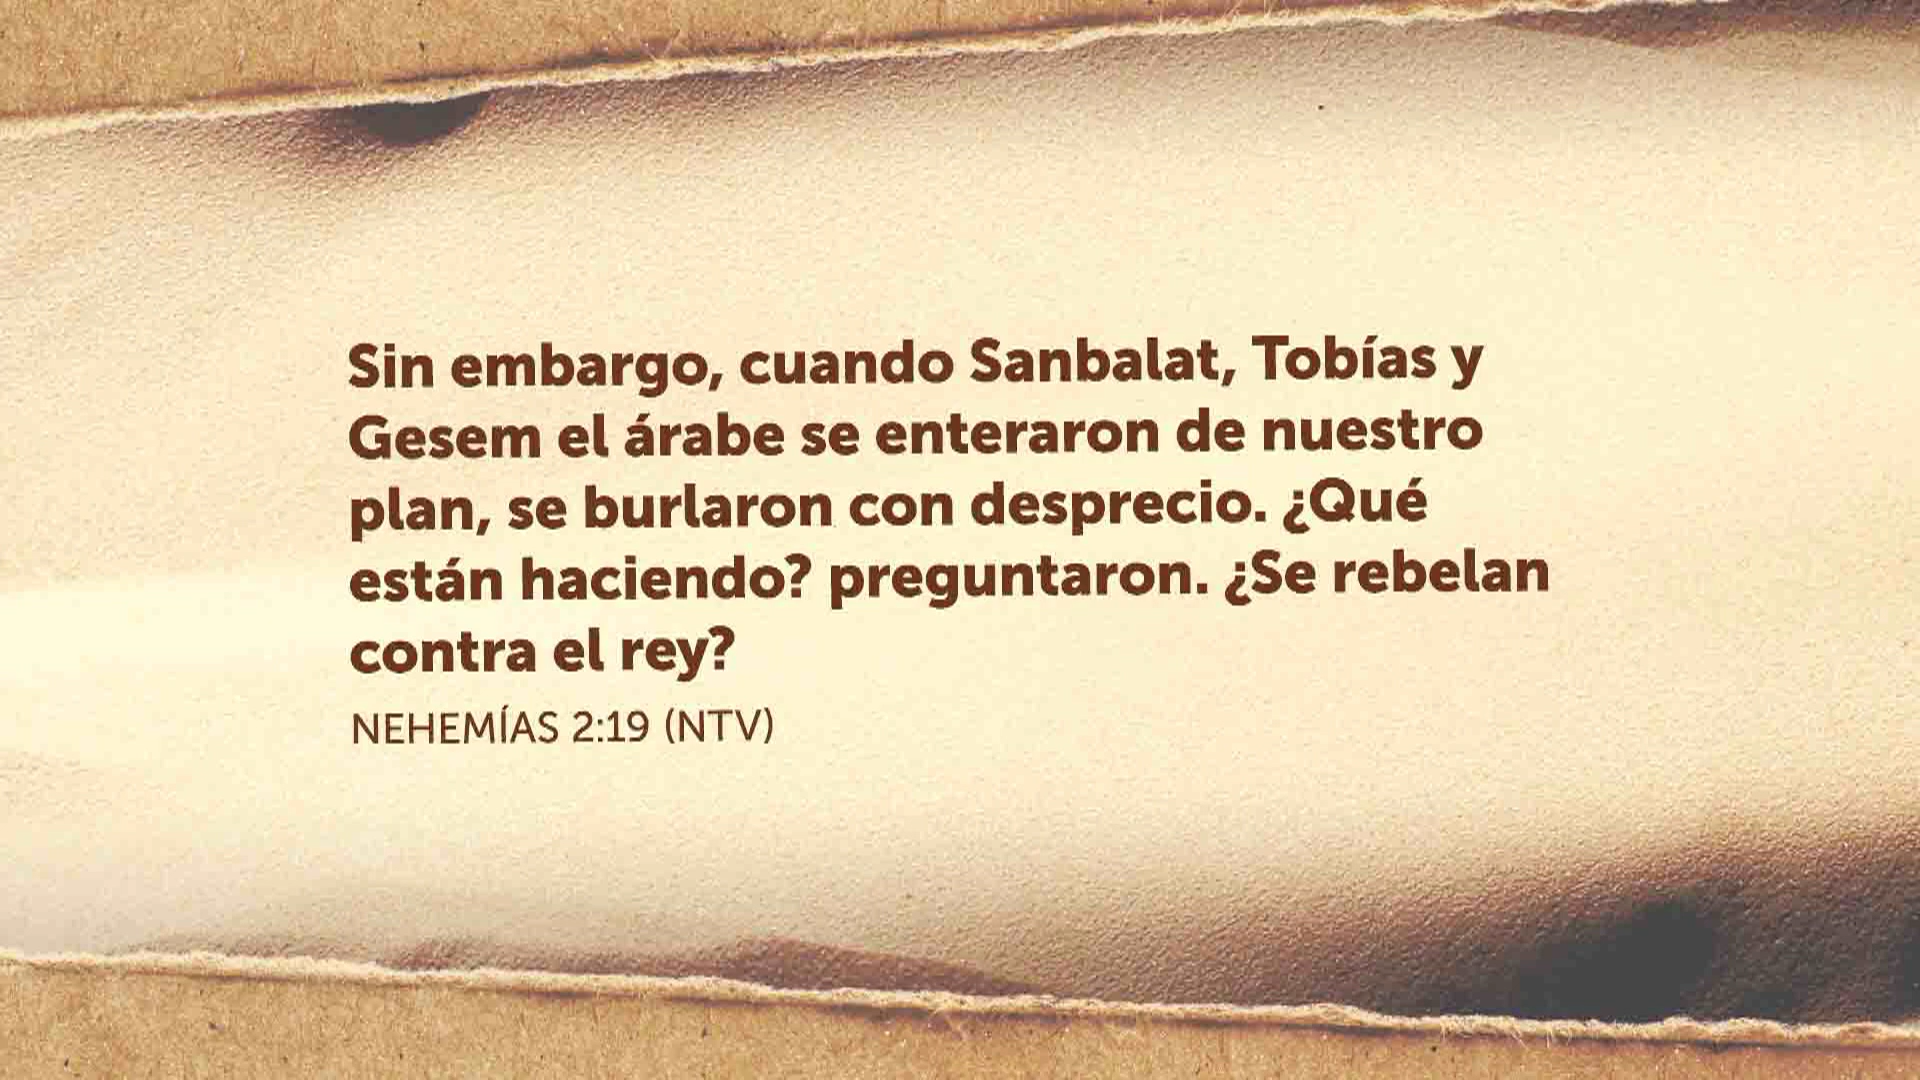 Sin embargo, cuando Sanbalat, Tobías y
Gesem el árabe se enteraron de nuestro
plan, se burlaron con desprecio. ¿Qué
están haciendo? preguntaron. ¿Se rebelan
contra el rey?
NEHEMÍAS 2:19 (NTV)